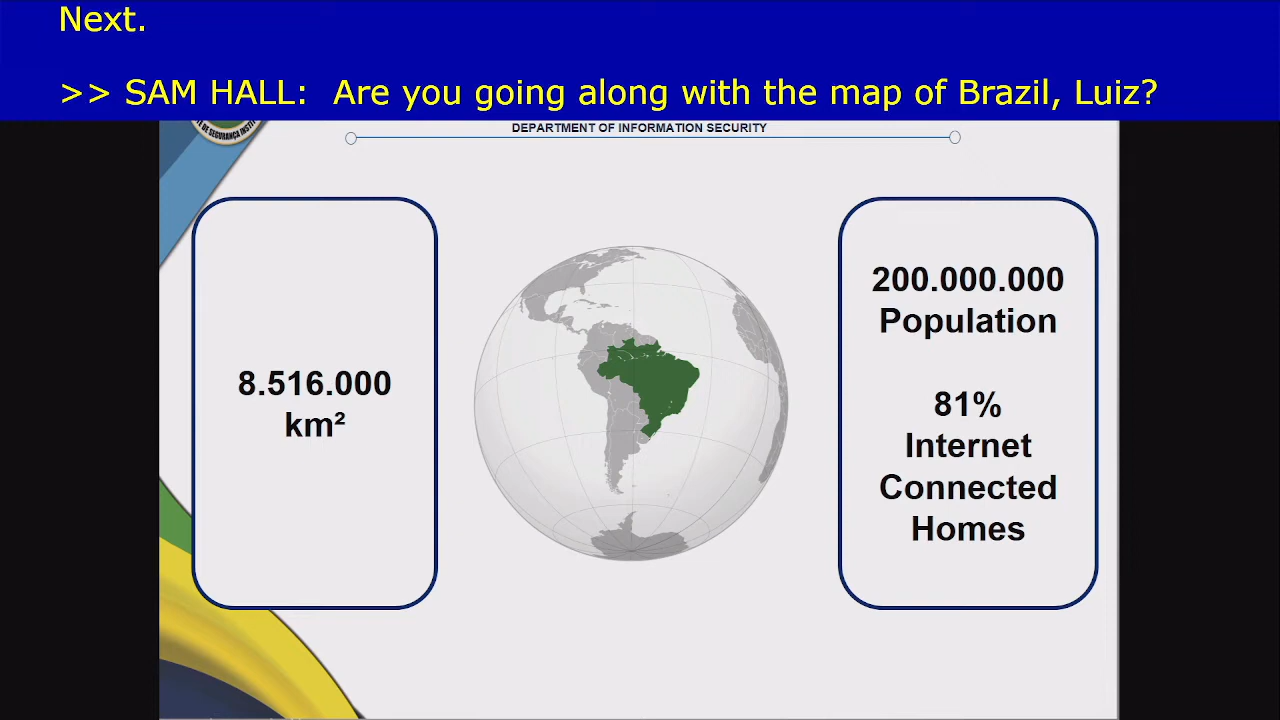 Next.
>> SAM HALL:  Are you going along with the map of Brazil, Luiz?
DEPARTMENT OF INFORMATION SECURITY
8.516.000
km²
200.000.000
Population
81%
Internet
Connected
Homes